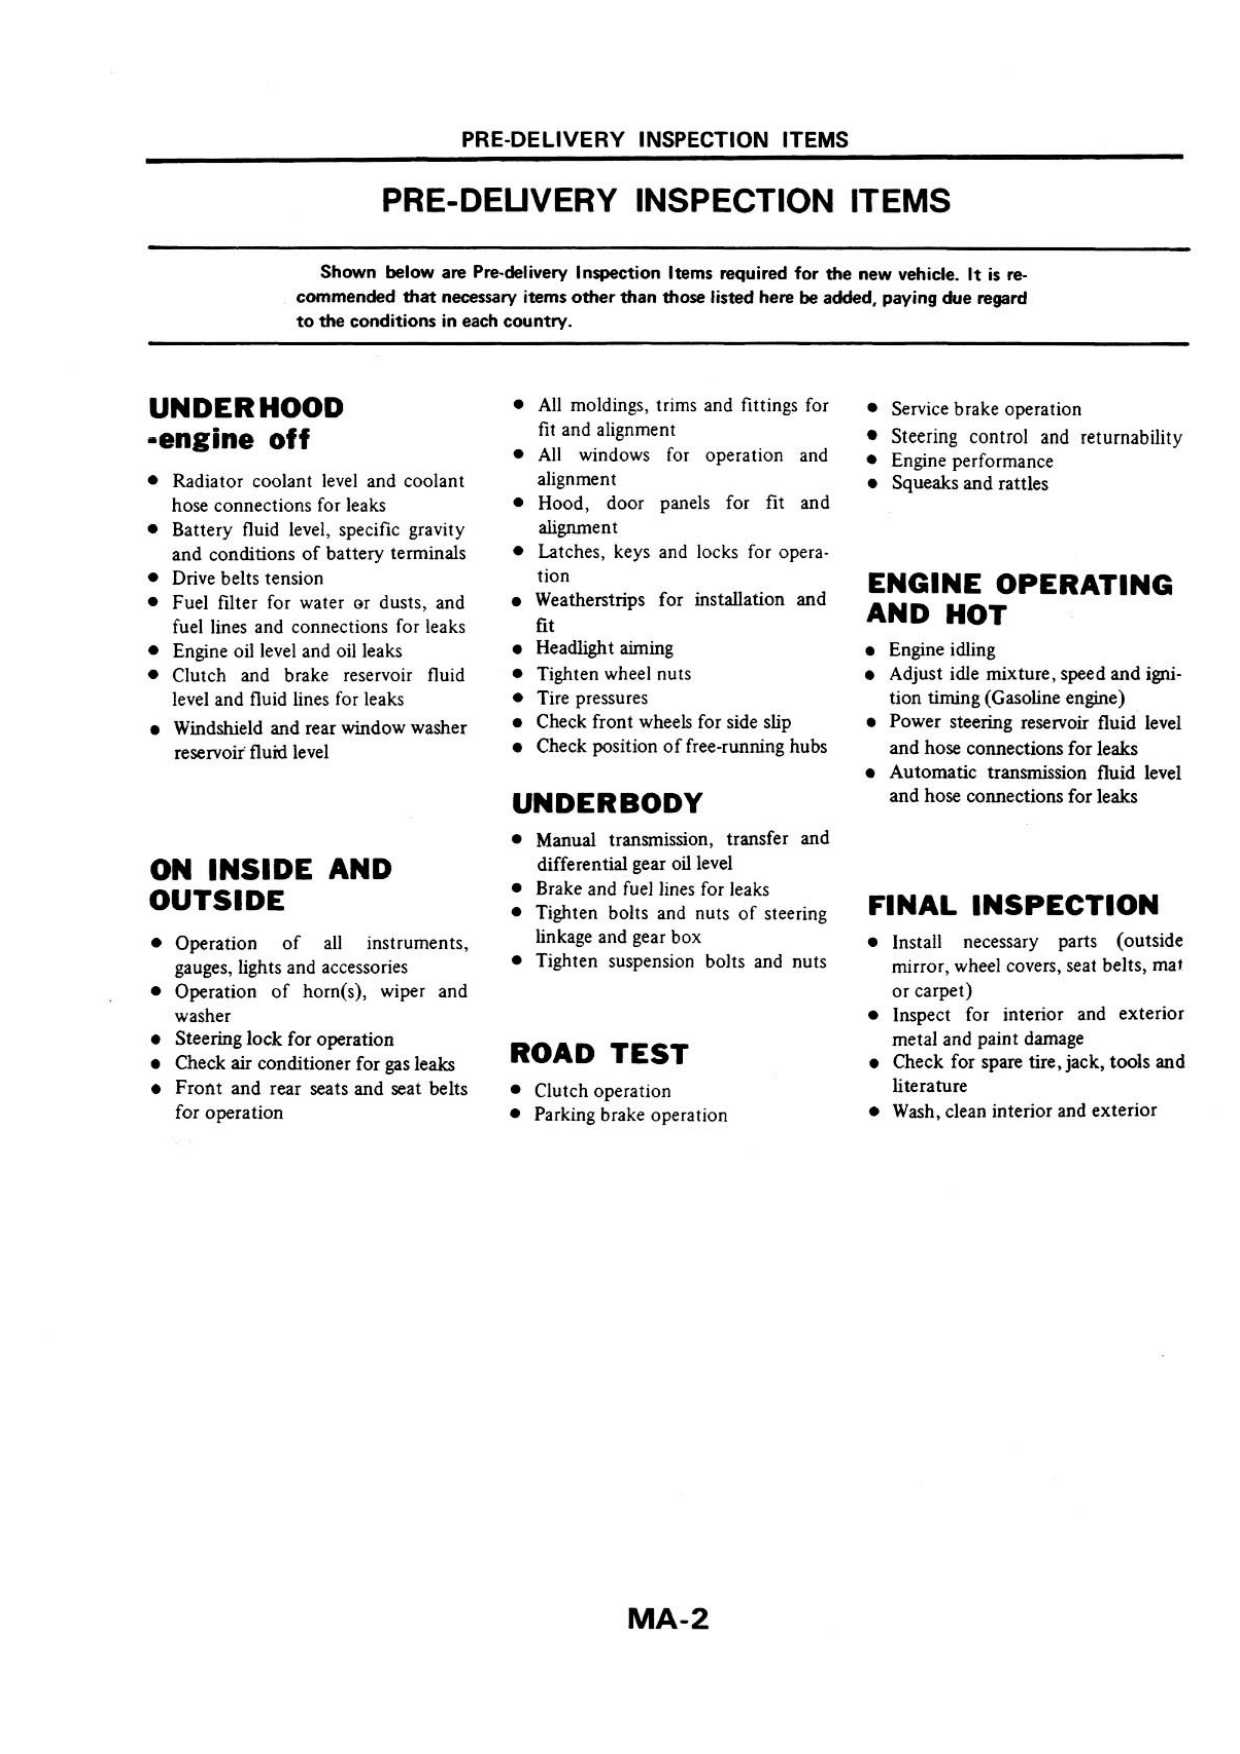 PRE-DELIVERY INSPECTION ITEMS
PRE-DELIVERY INSPECTION ITEMS
Shown below are Pre-delivery Inspection Items required for the new vehicle. It is re-
commended that necessary items other than those listed here be added, paying due regard
to the conditions in each country.
UNDERHOOD
-engine off
• Radiator coolant level and coolant
hose connections for leaks
• Battery fluid level, specific gravity
and conditions of battery terminals
• Drive belts tension
• Fuel filter for water or dusts, and
fuel lines and connections for leaks
• Engine oil level and oil leaks
• Clutch and brake reservoir fluid
level and fluid lines for leaks
• Windshield and rear window washer
reservoir fluid level
ON INSIDE AND
OUTSIDE
• Operation of all instruments,
gauges, lights and accessories
• Operation of horn(s), wiper and
washer
• Steering lock for operation
• Check air conditioner for gas leaks
• Front and rear seats and seat belts
for operation
• All moldings, trims and fittings for
fit and alignment
• All windows for operation and
alignment
• Hood, door panels for fit and
alignment
• Latches, keys and locks for opera-
tion
• Weatherstrips for installation and
fit
• Headlight aiming
• Tighten wheel nuts
• Tire pressures
• Check front wheels for side slip
• Check position of free-running hubs
UNDERBODY
• Manual transmission, transfer and
differential gear oil level
• Brake and fuel lines for leaks
• Tighten bolts and nuts of steering
linkage and gear box
• Tighten suspension bolts and nuts
ROAD TEST
• Clutch operation
• Parking brake operation
• Service brake operation
• Steering control and returnability
• Engine performance
• Squeaks and rattles
ENGINE OPERATING
AND HOT
• Engine idling
• Adjust idle mixture, speed and igni-
tion timing (Gasoline engine)
• Power steering reservoir fluid level
and hose connections for leaks
• Automatic transmission fluid level
and hose connections for leaks
FINAL INSPECTION
• Install necessary parts (outside
mirror, wheel covers, seat belts, mat
or carpet)
• Inspect for interior and exterior
metal and paint damage
• Check for spare tire, jack, tools and
literature
• Wash, clean interior and exterior
MA-2